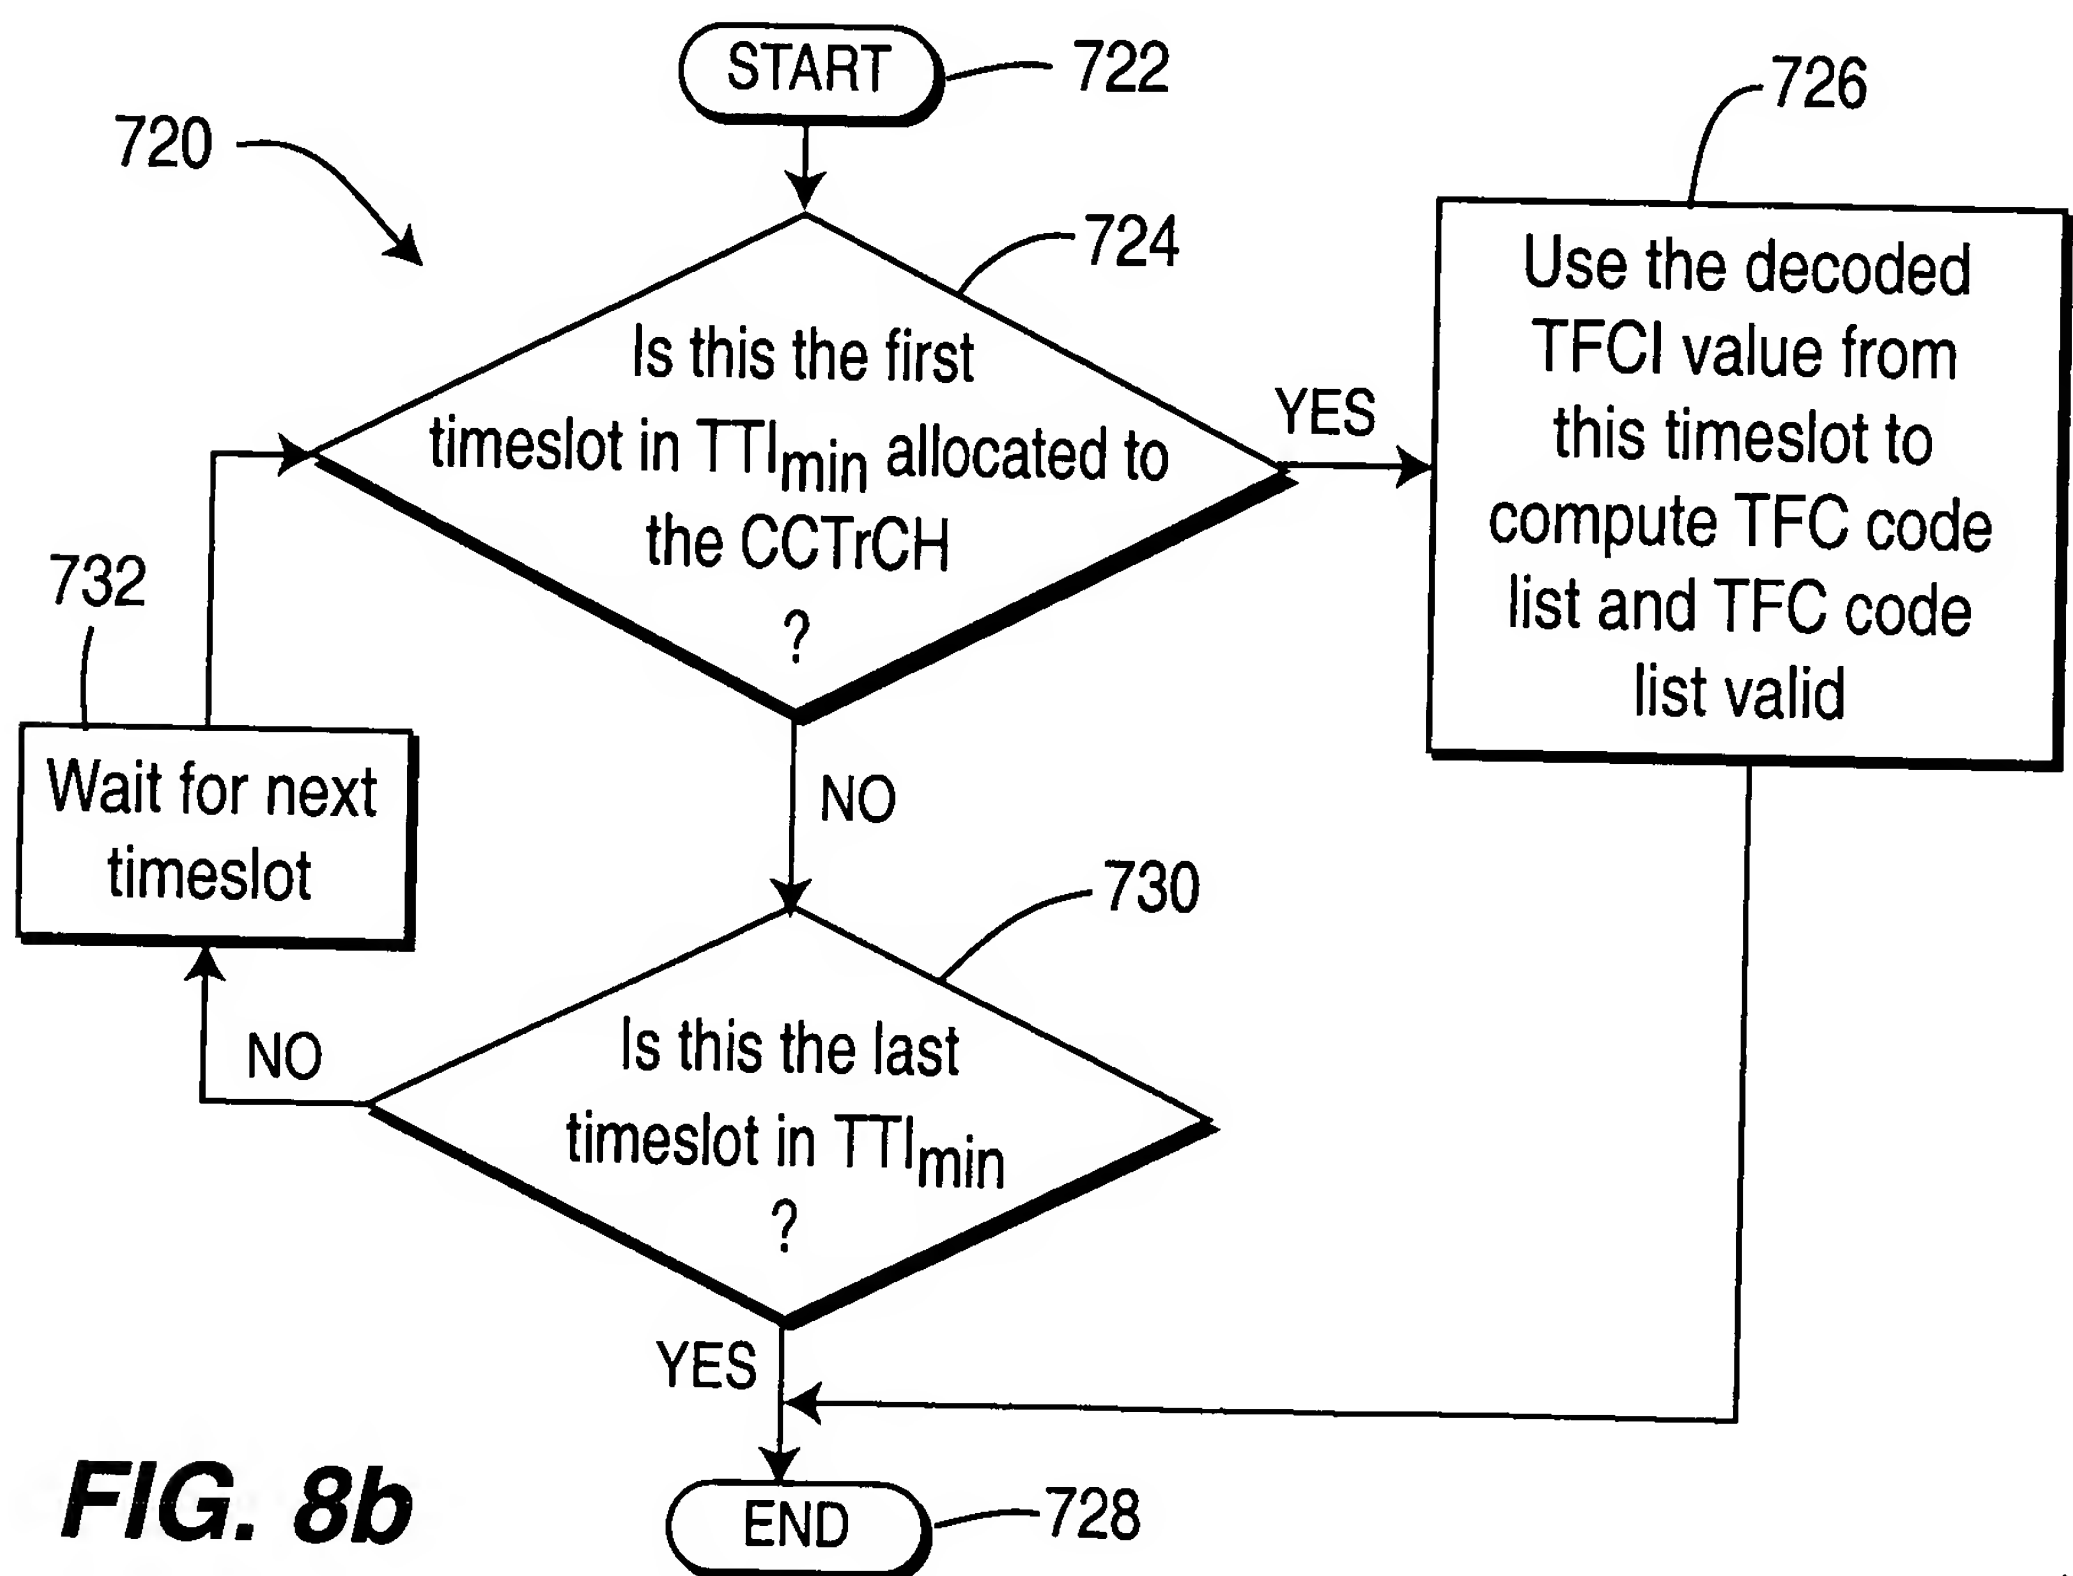 START
722
726
720
724
Is this the first
timeslot in TTImin allocated to
the CCTrCH
?
YES
Use the decoded
TFCI value from
this timeslot to
compute TFC code
list and TFC code
list valid
732
Wait for next
timeslot
NO
730
NO
Is this the last
timeslot in TTImin
?
YES
FIG. 8b
END
728